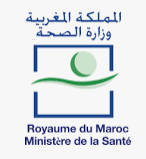 المملكة المغربية
وزارة الصحة
Royaume du Maroc
Ministère de la Santé